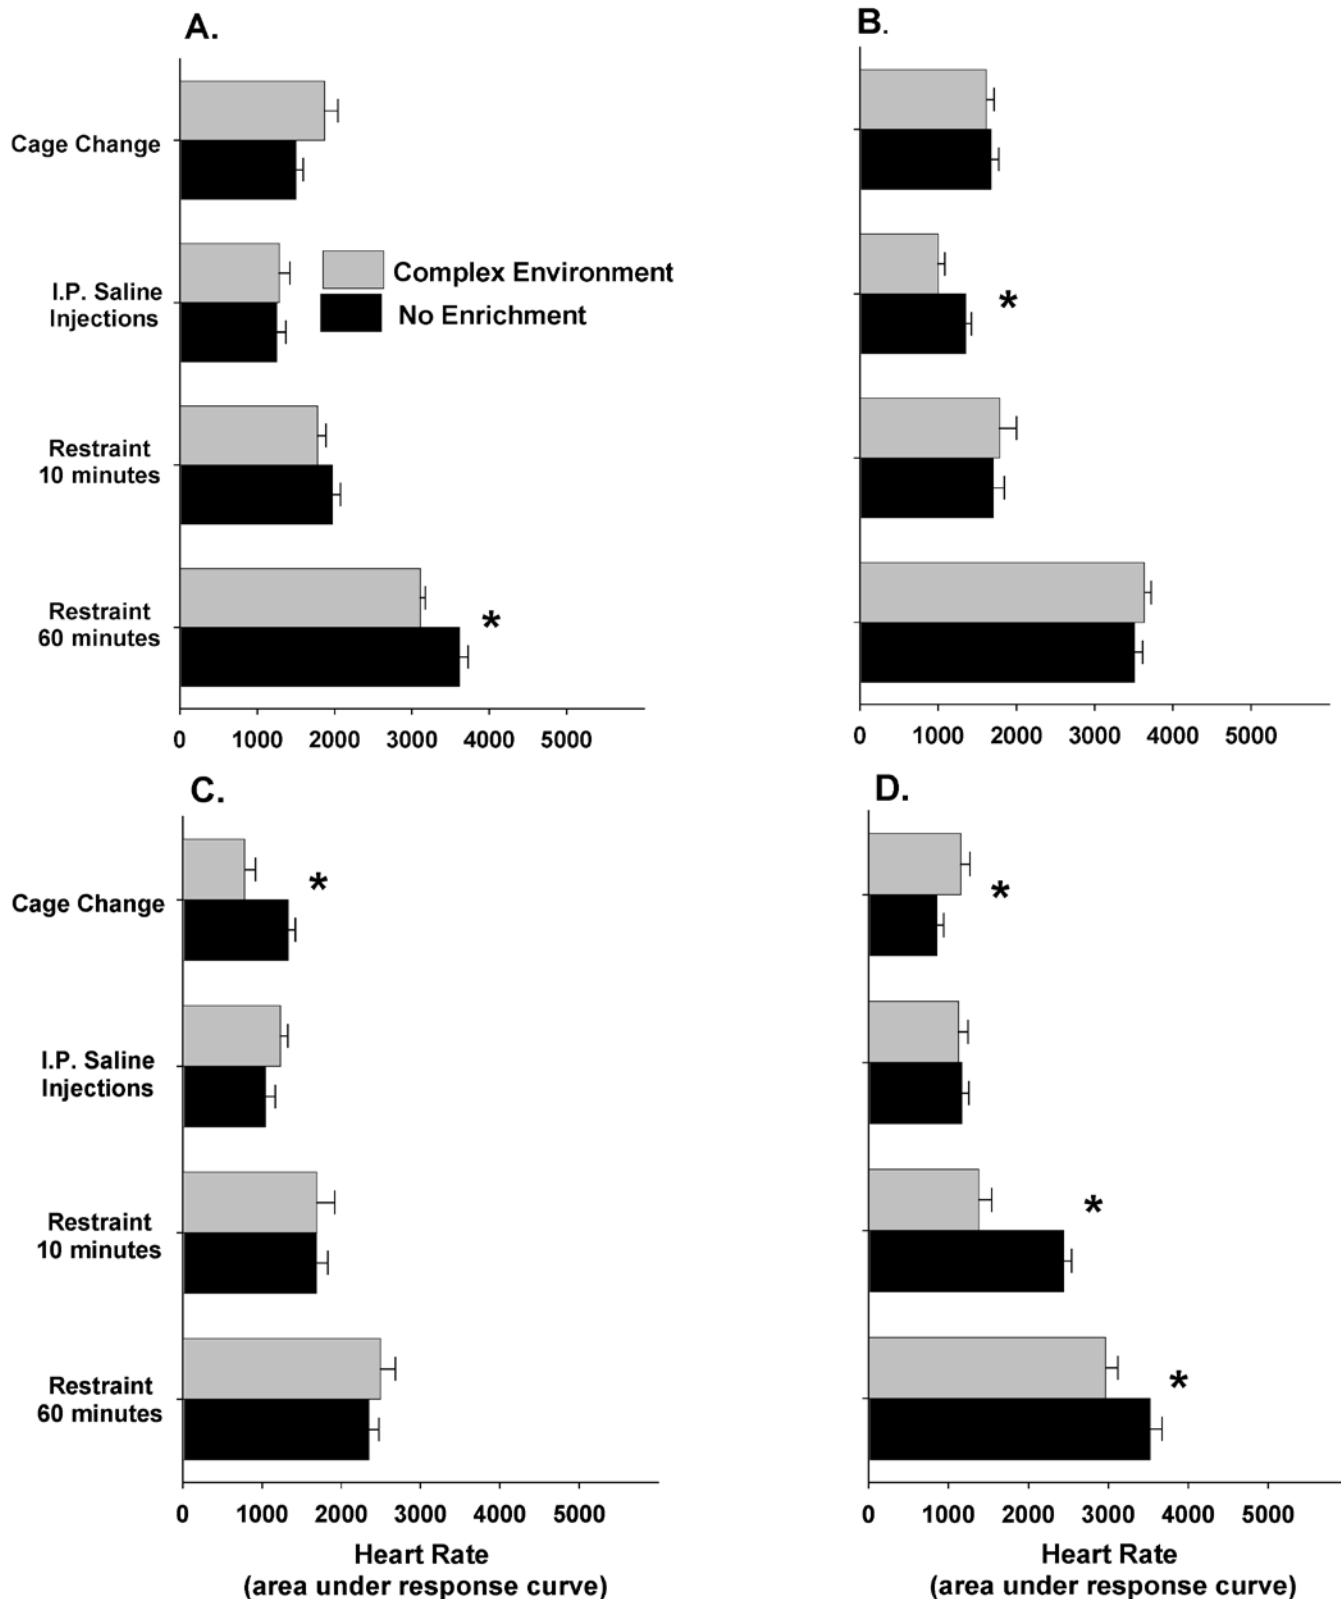 A.
B.
Cage Change
I.P. Saline
Injections
Complex Environment
No Enrichment
*
Restraint
10 minutes
Restraint
60 minutes
*
0 1000 2000 3000 4000 5000
0 1000 2000 3000 4000 5000
C.
D.
Cage Change
*
*
I.P. Saline
Injections
Restraint
10 minutes
*
Restraint
60 minutes
*
0 1000 2000 3000 4000 5000
0 1000 2000 3000 4000 5000
Heart Rate
(area under response curve)
Heart Rate
(area under response curve)